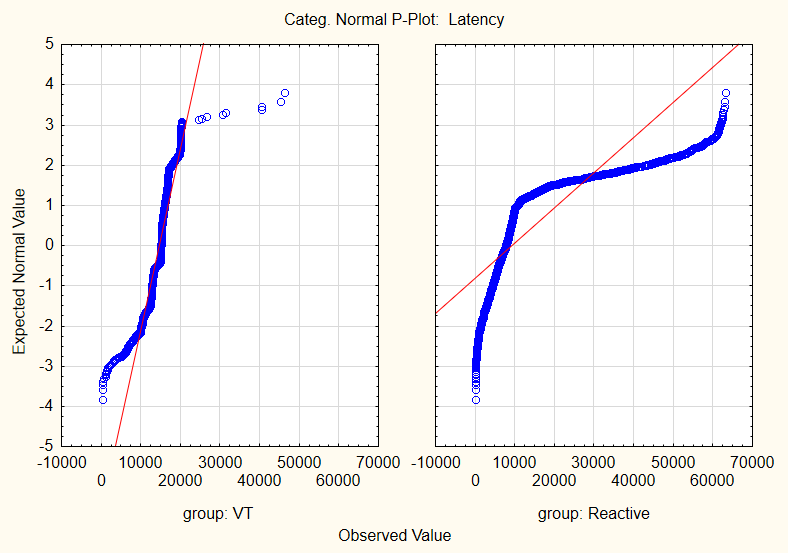 Categ. Normal P-Plot:  Latency
Expected Normal Value
5
4
3
2
1
0
-1
-2
-3
-4
-5
-10000 10000 30000 50000 70000
0 20000 40000 60000
group: VT
-10000 10000 30000 50000 70000
0 20000 40000 60000
group: Reactive
Observed Value